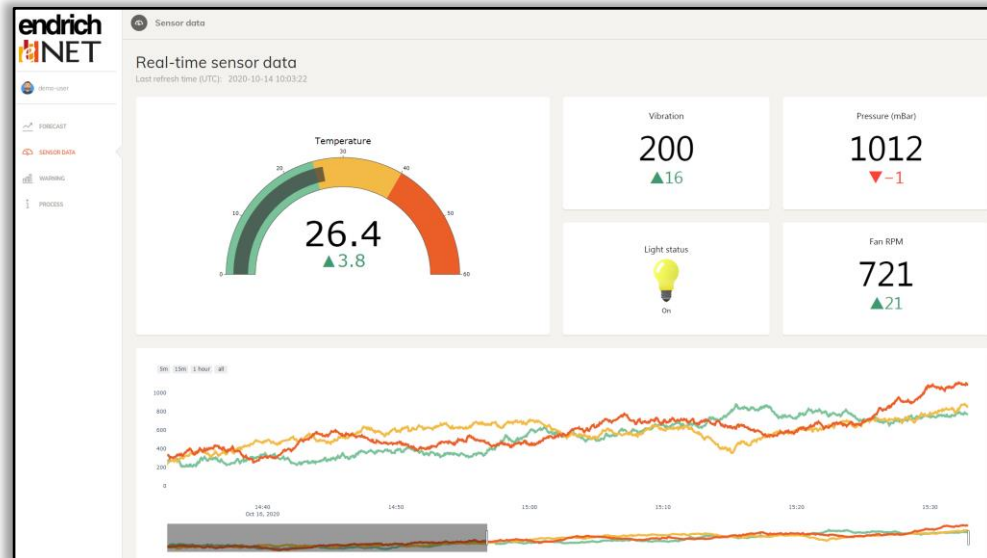 endrich
NET
demo-user
FORECAST
SENSOR DATA
WARNING
PROCESS
Sensor data
Real-time sensor data
Last refresh time (UTC): 2020-10-14 10:03:22
Temperature
0
10
20
30
40
50
60
26.4
▲3.8
Vibration
200
▲16
Pressure (mBar)
1012
▼−1
Light status
On
Fan RPM
721
▲21
5m 15m 1 hour all
1000
800
600
400
200
0
14:40 14:50 15:00 15:10 15:20 15:30